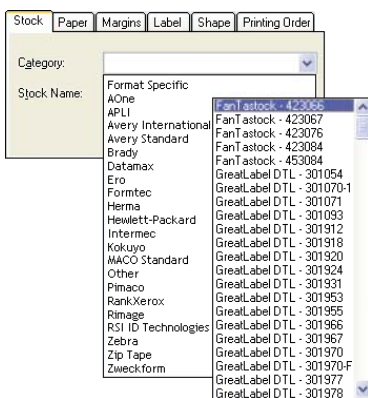 Stock Paper Margins Label Shape Printing Order
Category:
Stock Name:
Format Specific
AOne
APLI
Avery International
Avery Standard
Brady
Datamax
Ero
Formtec
Herma
Hewlett-Packard
Intermec
Kokuyo
MACO Standard
Other
Pimaco
RankXerox
Rimage
RSI ID Technologies
Zebra
Zip Tape
Zweckform
FanTastock - 423066
FanTastock - 423067
FanTastock - 423076
FanTastock - 423084
FanTastock - 453084
GreatLabel DTL - 301054
GreatLabel DTL - 301070-1
GreatLabel DTL - 301071
GreatLabel DTL - 301093
GreatLabel DTL - 301912
GreatLabel DTL - 301918
GreatLabel DTL - 301920
GreatLabel DTL - 301924
GreatLabel DTL - 301931
GreatLabel DTL - 301953
GreatLabel DTL - 301955
GreatLabel DTL - 301966
GreatLabel DTL - 301967
GreatLabel DTL - 301970
GreatLabel DTL - 301970-F
GreatLabel DTL - 301977
GreatLabel DTL - 301978